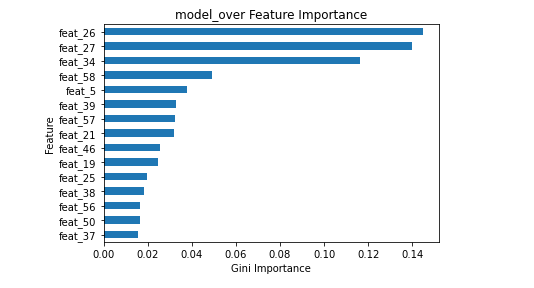 model_over Feature Importance
feat_26
feat_27
feat_34
feat_58
feat_5
feat_39
feat_57
feat_21
feat_46
feat_19
feat_25
feat_38
feat_56
feat_50
feat_37
Feature
0.00 0.02 0.04 0.06 0.08 0.10 0.12 0.14
Gini Importance